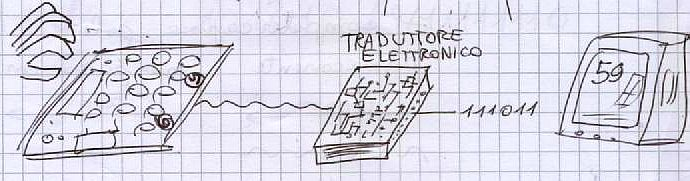 TRADUTTORE
ELETTRONICO
111011
59